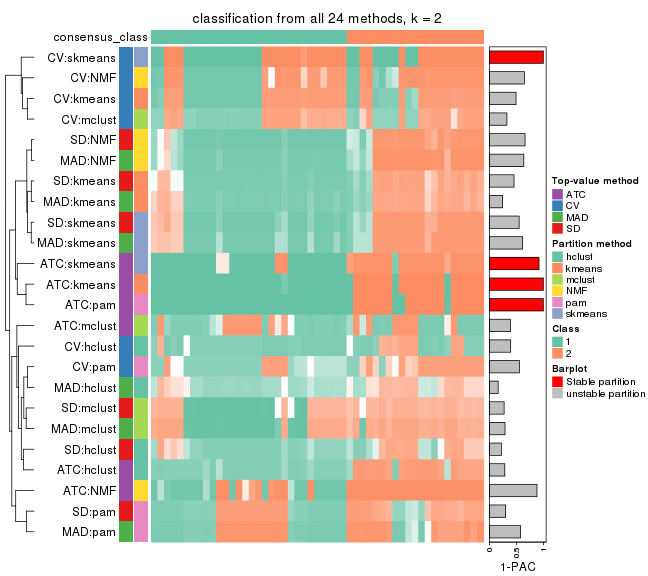 classification from all 24 methods, k = 2
consensus_class
CV:skmeans
CV:NMF
CV:kmeans
CV:mclust
SD:NMF
MAD:NMF
SD:kmeans
MAD:kmeans
SD:skmeans
MAD:skmeans
ATC:skmeans
ATC:kmeans
ATC:pam
ATC:mclust
CV:hclust
CV:pam
MAD:hclust
SD:mclust
MAD:mclust
SD:hclust
ATC:hclust
ATC:NMF
SD:pam
MAD:pam
0
0.5
1
1-PAC
Top-value method
ATC
CV
MAD
SD
Partition method
hclust
kmeans
mclust
NMF
pam
skmeans
Class
1
2
Barplot
Stable partition
unstable partition